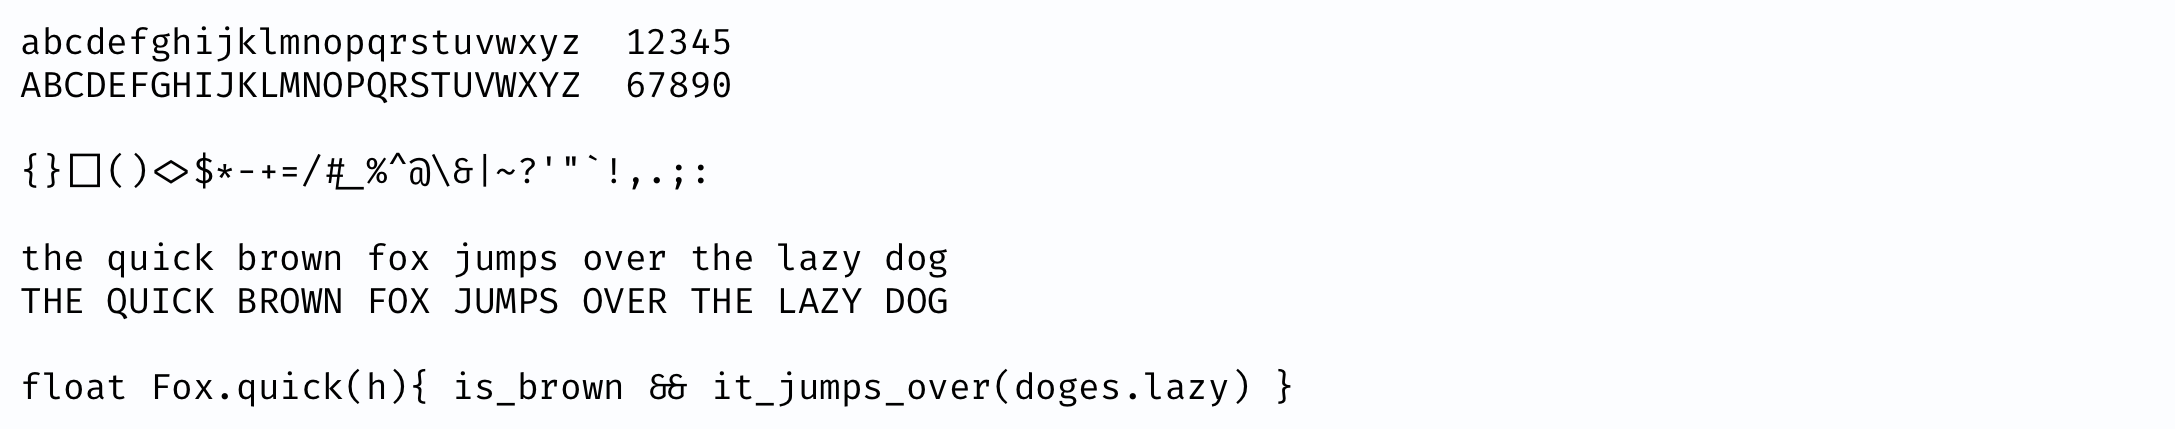 abcdefghijklmnopqrstuvwxyz  12345
ABCDEFGHIJKLMNOPQRSTUVWXYZ  67890
{}[]()<>$*-+=/#_%^@\&|~?'"`!,.;:
the quick brown fox jumps over the lazy dog
THE QUICK BROWN FOX JUMPS OVER THE LAZY DOG
float Fox.quick(h){ is_brown && it_jumps_over(doges.lazy) }